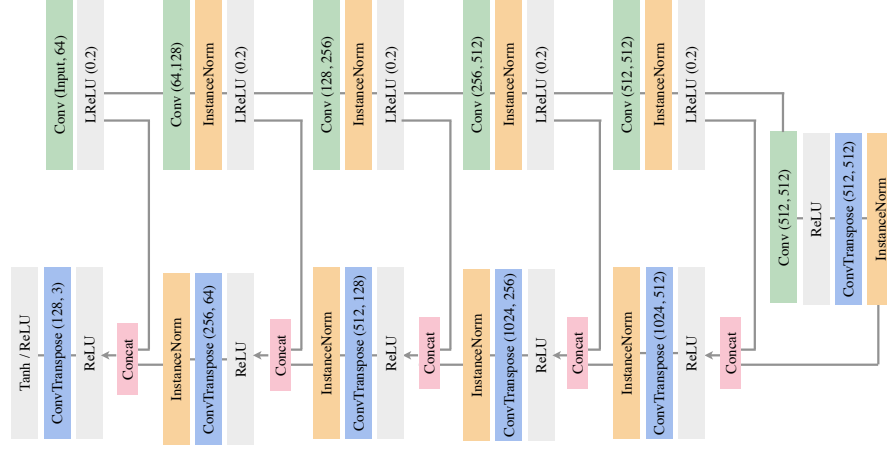 Conv (Input, 64)
LReLU (0.2)
Conv (64,128)
InstanceNorm
LReLU (0.2)
Conv (128, 256)
InstanceNorm
LReLU (0.2)
Conv (256, 512)
InstanceNorm
LReLU (0.2)
Conv (512, 512)
InstanceNorm
LReLU (0.2)
Conv (512, 512)
ReLU
ConvTranspose (512, 512)
InstanceNorm
Tanh / ReLU
ConvTranspose (128, 3)
ReLU
Concat
InstanceNorm
ConvTranspose (256, 64)
ReLU
Concat
InstanceNorm
ConvTranspose (512, 128)
ReLU
Concat
InstanceNorm
ConvTranspose (1024, 256)
ReLU
Concat
InstanceNorm
ConvTranspose (1024, 512)
ReLU
Concat